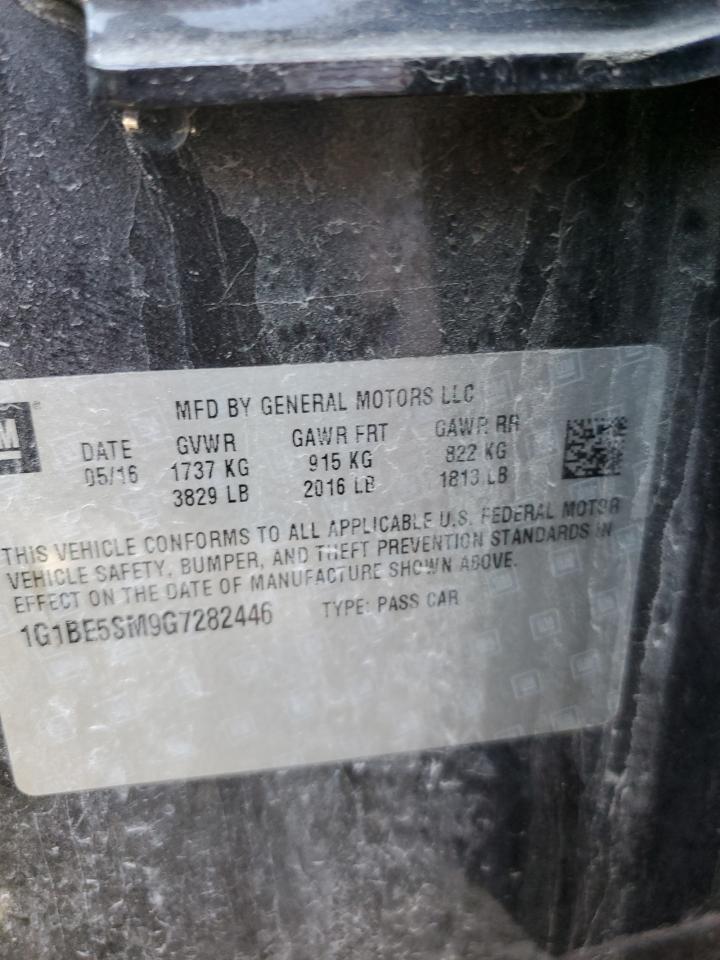 MFD BY GENERAL MOTORS LLC
DATE GVWR GAWR FRT GAWR RR
05/16 1737 KG 915 KG 822 KG
3829 LB 2016 LB 1813 LB
THIS VEHICLE CONFORMS TO ALL APPLICABLE U.S. FEDERAL MOTOR
VEHICLE SAFETY, BUMPER, AND THEFT PREVENTION STANDARDS IN
EFFECT ON THE DATE OF MANUFACTURE SHOWN ABOVE.
1G1BE5SM9G7282446 TYPE: PASS CAR